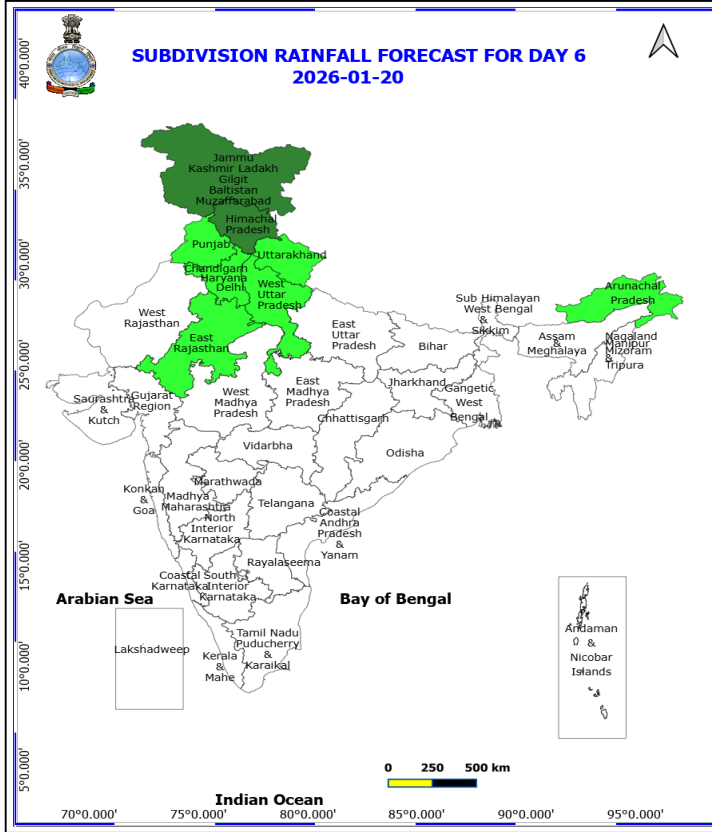 SUBDIVISION RAINFALL FORECAST FOR DAY 6
2026-01-20
40°0.000'
35°0.000'
30°0.000'
25°0.000'
20°0.000'
15°0.000'
10°0.000'
5°0.000'
Jammu
Kashmir Ladakh
Gilgit
Baltistan
Muzaffarabad
Himachal
Pradesh
Punjab
Uttarakhand
Chandigarh
Haryana
Delhi
West
Uttar
Pradesh
Arunachal
Pradesh
West
Rajasthan
East
Rajasthan
East
Uttar
Pradesh
Sub Himalayan
West Bengal
&
Sikkim
Bihar
Assam
&
Meghalaya
Nagaland
Manipur
Mizoram
&
Tripura
Saurashtra
&
Kutch
Gujarat
Region
West
Madhya
Pradesh
East
Madhya
Pradesh
Jharkhand
Gangetic
West
Bengal
Chhattisgarh
Odisha
Vidarbha
Konkan
&
Goa
Madhya
Maharashtra
Marathwada
Telangana
North
Interior
Karnataka
Coastal
Andhra
Pradesh
&
Yanam
Rayalaseema
Coastal
Karnataka
South
Interior
Karnataka
Arabian Sea
Bay of Bengal
Lakshadweep
Kerala
&
Mahe
Tamil Nadu
Puducherry
&
Karaikal
Andaman
&
Nicobar
Islands
0 250 500 km
Indian Ocean
70°0.000' 75°0.000' 80°0.000' 85°0.000' 90°0.000' 95°0.000'